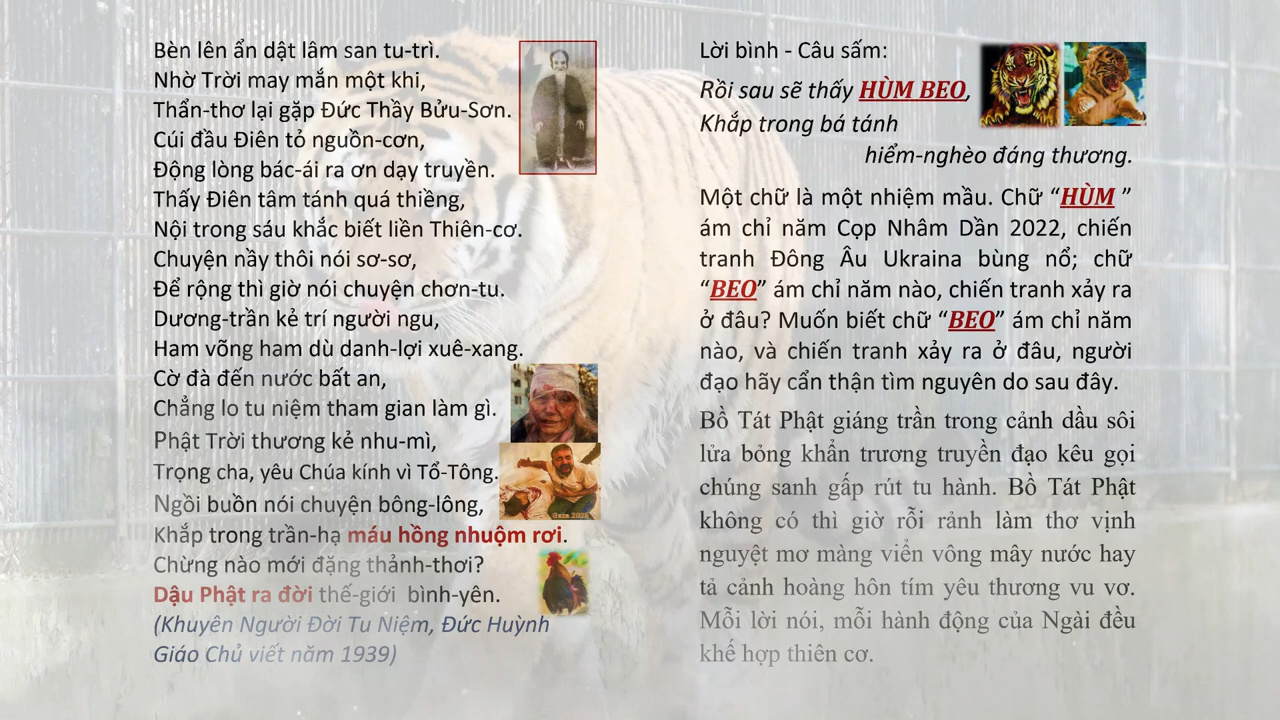 Bèn lên ẩn dật lâm san tu-trì.
Nhờ Trời may mắn một khi,
Thẩn-thơ lại gặp Đức Thầy Bửu-Sơn.
Cúi đầu Điên tỏ nguồn-cơn,
Động lòng bác-ái ra ơn dạy truyền.
Thấy Điên tâm tánh quá thiềng,
Nội trong sáu khắc biết liền Thiên-cơ.
Chuyện nầy thôi nói sơ-sơ,
Để rộng thì giờ nói chuyện chơn-tu.
Dương-trần kẻ trí người ngu,
Ham võng ham dù danh-lợi xuê-xang.
Cờ đà đến nước bất an,
Chẳng lo tu niệm tham gian làm gì.
Phật Trời thương kẻ nhu-mì,
Trọng cha, yêu Chúa kính vì Tổ-Tông.
Ngồi buồn nói chuyện bông-lông,
Khắp trong trần-hạ máu hồng nhuộm rơi.
Chừng nào mới đặng thảnh-thơi?
Dậu Phật ra đời thế-giới bình-yên.
(Khuyên Người Đời Tu Niệm, Đức Huỳnh
Giáo Chủ viết năm 1939)
Lời bình - Câu sấm:
Rồi sau sẽ thấy HÙM BEO,
Khắp trong bá tánh
hiểm-nghèo đáng thương.
Một chữ là một nhiệm mầu. Chữ “HÙM ”
ám chỉ năm Cọp Nhâm Dần 2022, chiến
tranh Đông Âu Ukraina bùng nổ; chữ
“BEO” ám chỉ năm nào, chiến tranh xảy ra
ở đâu? Muốn biết chữ “BEO” ám chỉ năm
nào, và chiến tranh xảy ra ở đâu, người
đạo hãy cẩn thận tìm nguyên do sau đây.
Bồ Tát Phật giáng trần trong cảnh dầu sôi
lửa bỏng khẩn trương truyền đạo kêu gọi
chúng sanh gấp rút tu hành. Bồ Tát Phật
không có thì giờ rỗi rảnh làm thơ vịnh
nguyệt mơ màng viển vông mây nước hay
tả cảnh hoàng hôn tím yêu thương vu vơ.
Mỗi lời nói, mỗi hành động của Ngài đều
khế hợp thiên cơ.